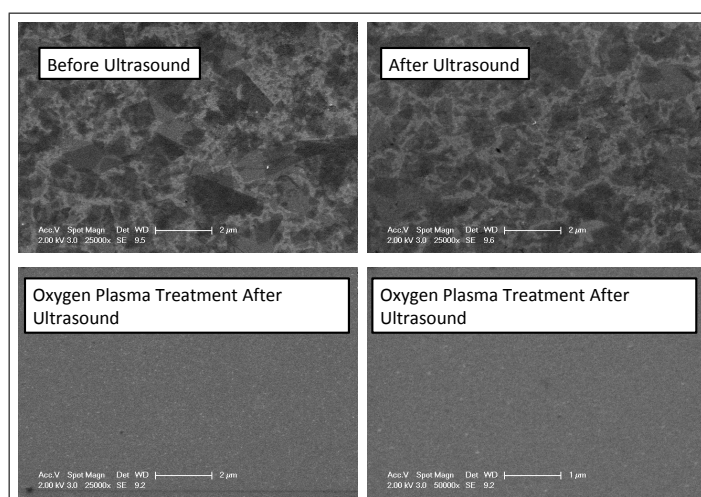 Before Ultrasound
Acc.V Spot Magn Det WD 2 µm
2.00 kV 3.0 25000x SE 9.5
After Ultrasound
Acc.V Spot Magn Det WD 2 µm
2.00 kV 3.0 25000x SE 9.6
Oxygen Plasma Treatment After
Ultrasound
Acc.V Spot Magn Det WD 2 µm
2.00 kV 3.0 25000x SE 9.2
Oxygen Plasma Treatment After
Ultrasound
Acc.V Spot Magn Det WD 1 µm
2.00 kV 3.0 50000x SE 9.2